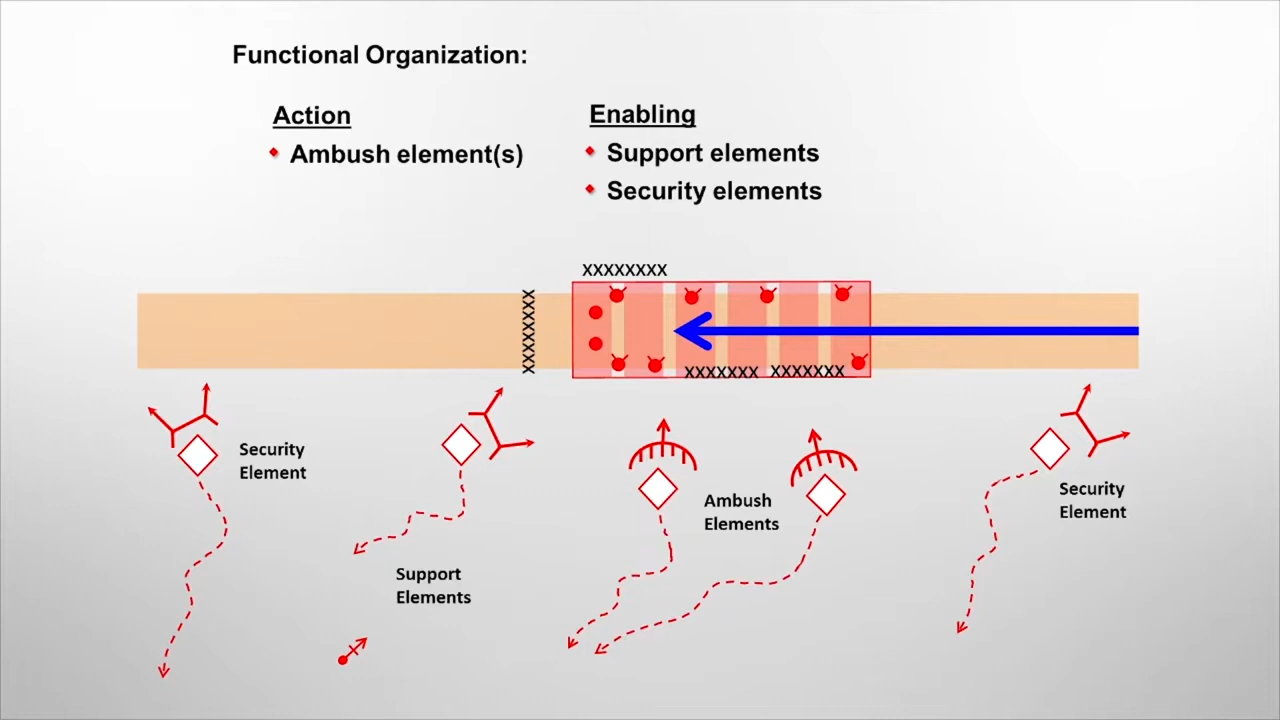 Functional Organization:
Action
Enabling
Ambush element(s)
Support elements
Security elements
XXXXXXXX
XXXXXXXX
XXXXXXX XXXXXXX
Security
Element
Ambush
Elements
Security
Element
Support
Elements